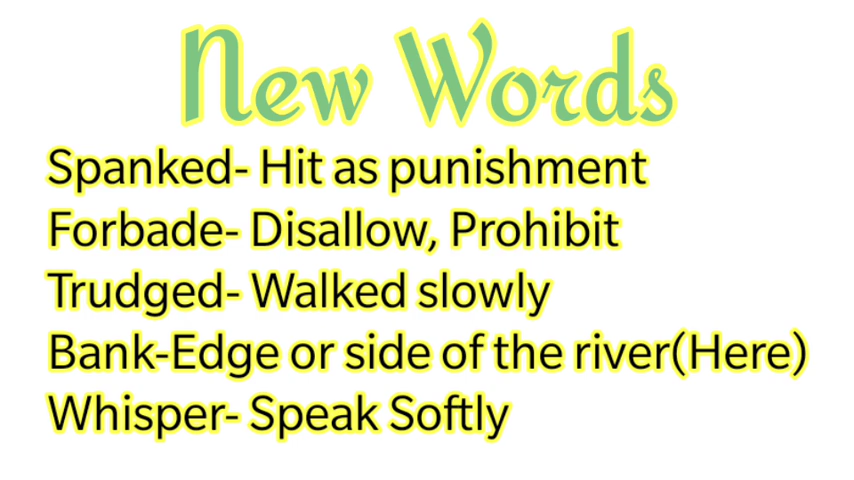 New Words
Spanked- Hit as punishment
Forbade- Disallow, Prohibit
Trudged- Walked slowly
Bank-Edge or side of the river(Here)
Whisper- Speak Softly